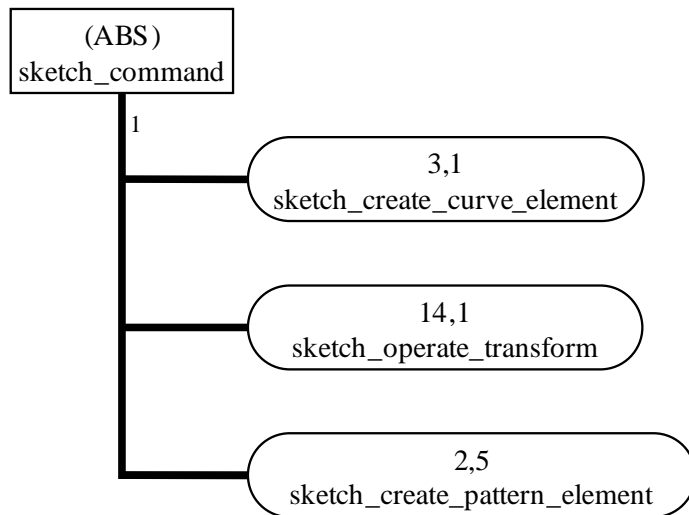 (ABS)
sketch_command
1
3,1
sketch_create_curve_element
14,1
sketch_operate_transform
2,5
sketch_create_pattern_element